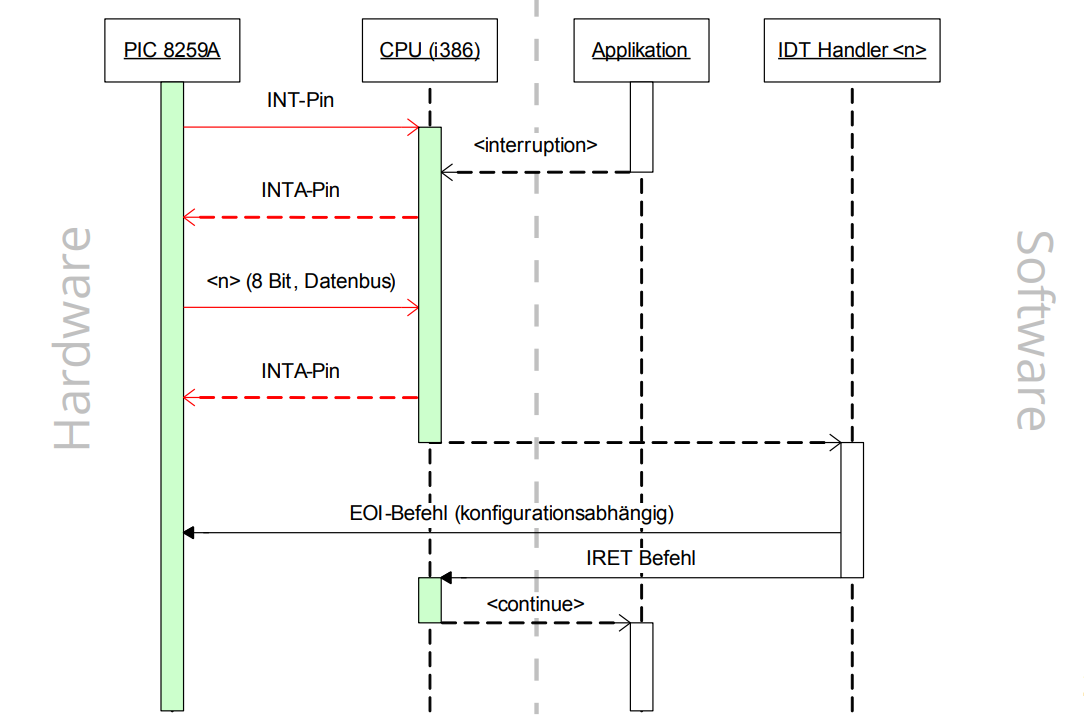 PIC 8259A
CPU (i386)
Applikation
IDT Handler <n>
INT-Pin
<interruption>
INTA-Pin
<n> (8 Bit, Datenbus)
INTA-Pin
Hardware
Software
EOI-Befehl (konfigurationsabhängig)
IRET Befehl
<continue>